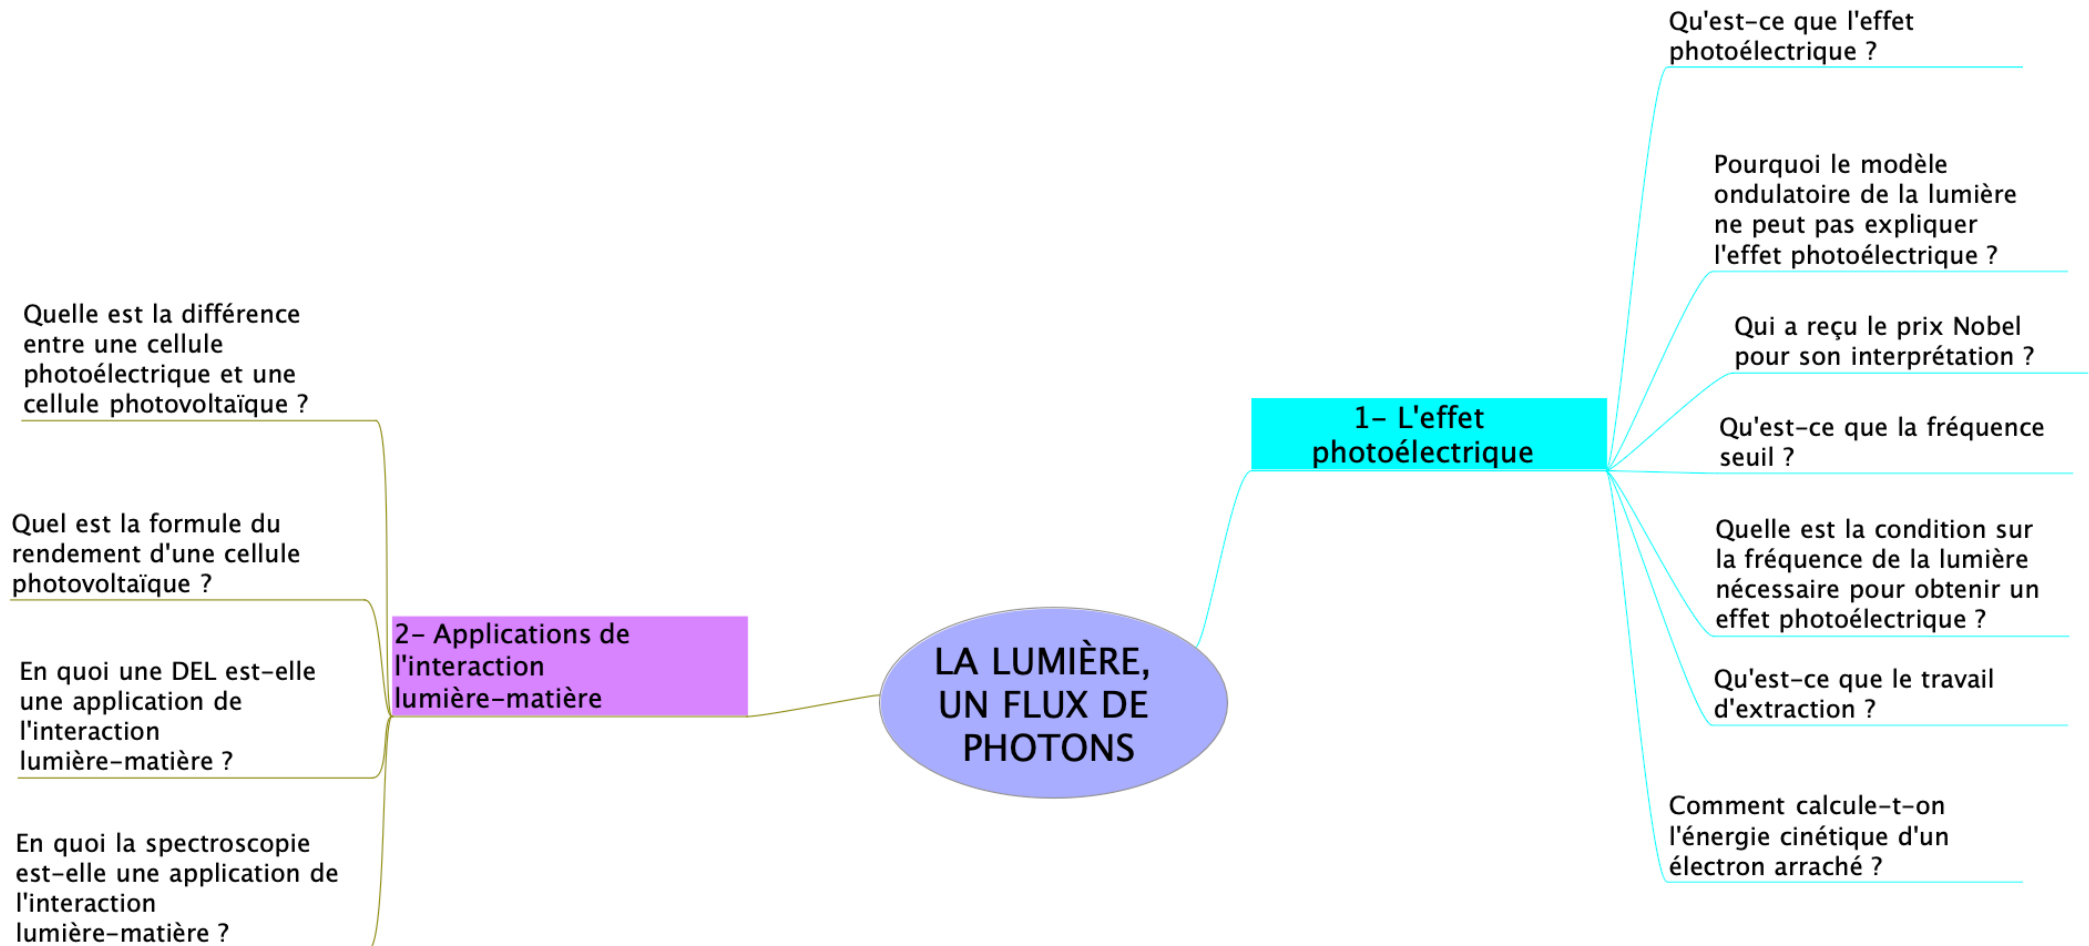 LA LUMIÈRE,
UN FLUX DE
PHOTONS
1- L'effet
photoélectrique
Qu'est-ce que l'effet
photoélectrique ?
Pourquoi le modèle
ondulatoire de la lumière
ne peut pas expliquer
l'effet photoélectrique ?
Qui a reçu le prix Nobel
pour son interprétation ?
Qu'est-ce que la fréquence
seuil ?
Quelle est la condition sur
la fréquence de la lumière
nécessaire pour obtenir un
effet photoélectrique ?
Qu'est-ce que le travail
d'extraction ?
Comment calcule-t-on
l'énergie cinétique d'un
électron arraché ?
2- Applications de
l'interaction
lumière-matière
Quelle est la différence
entre une cellule
photoélectrique et une
cellule photovoltaïque ?
Quel est la formule du
rendement d'une cellule
photovoltaïque ?
En quoi une DEL est-elle
une application de
l'interaction
lumière-matière ?
En quoi la spectroscopie
est-elle une application de
l'interaction
lumière-matière ?